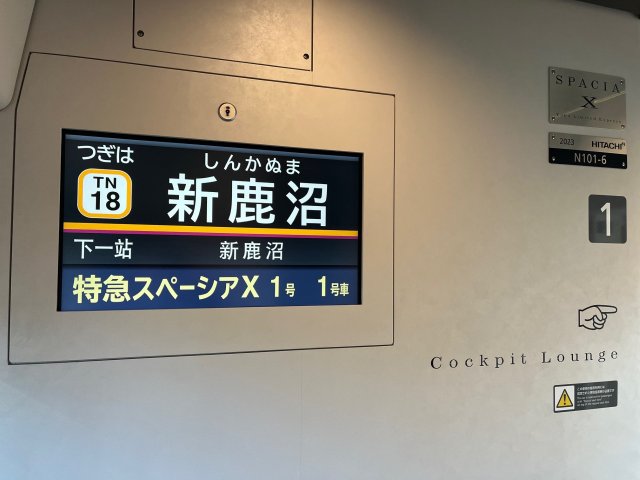 つぎは
TN
18
しんかぬま
新鹿沼
下一站 新鹿沼
特急スペーシアX 1号 1号車
SPACIA
X
2023 HITACHI
N101-6
1
Cockpit Lounge